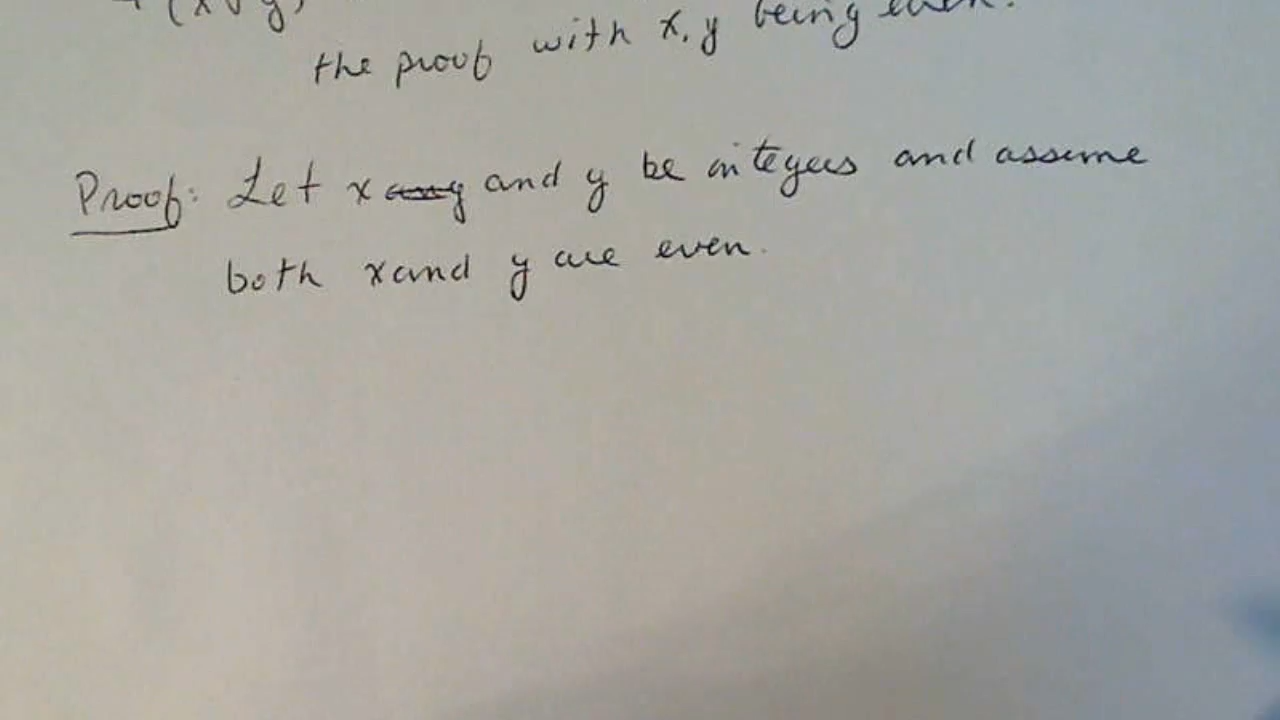 ¬(x∨y)
the proof with x, y being even.
Proof: Let x and y be integers and assume
both x and y are even.